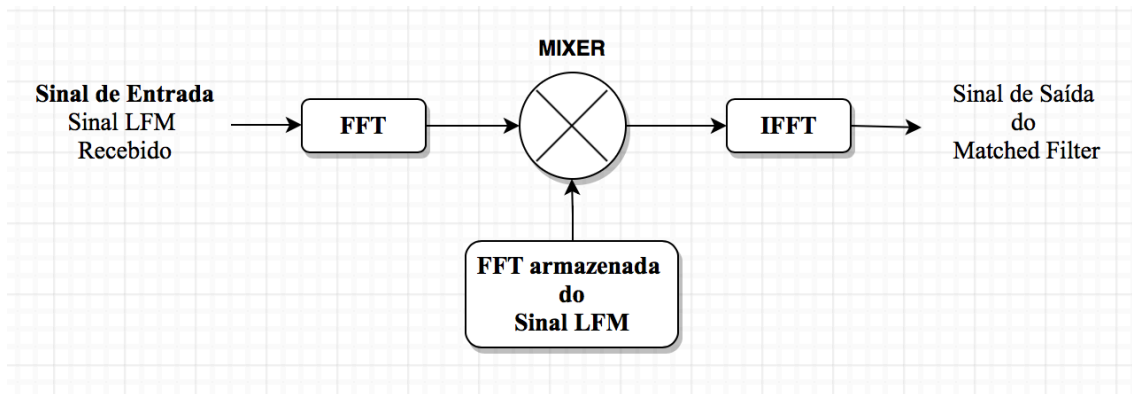 MIXER
Sinal de Entrada
Sinal LFM
Recebido
FFT
IFFT
Sinal de Saída
do
Matched Filter
FFT armazenada
do
Sinal LFM